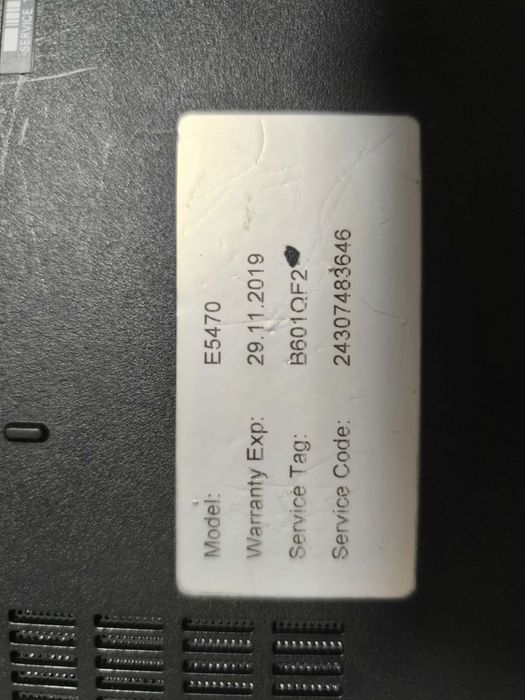 SERVICE
Model: E5470
Warranty Exp: 29.11.2019
Service Tag: B601QF2
Service Code: 24307483646